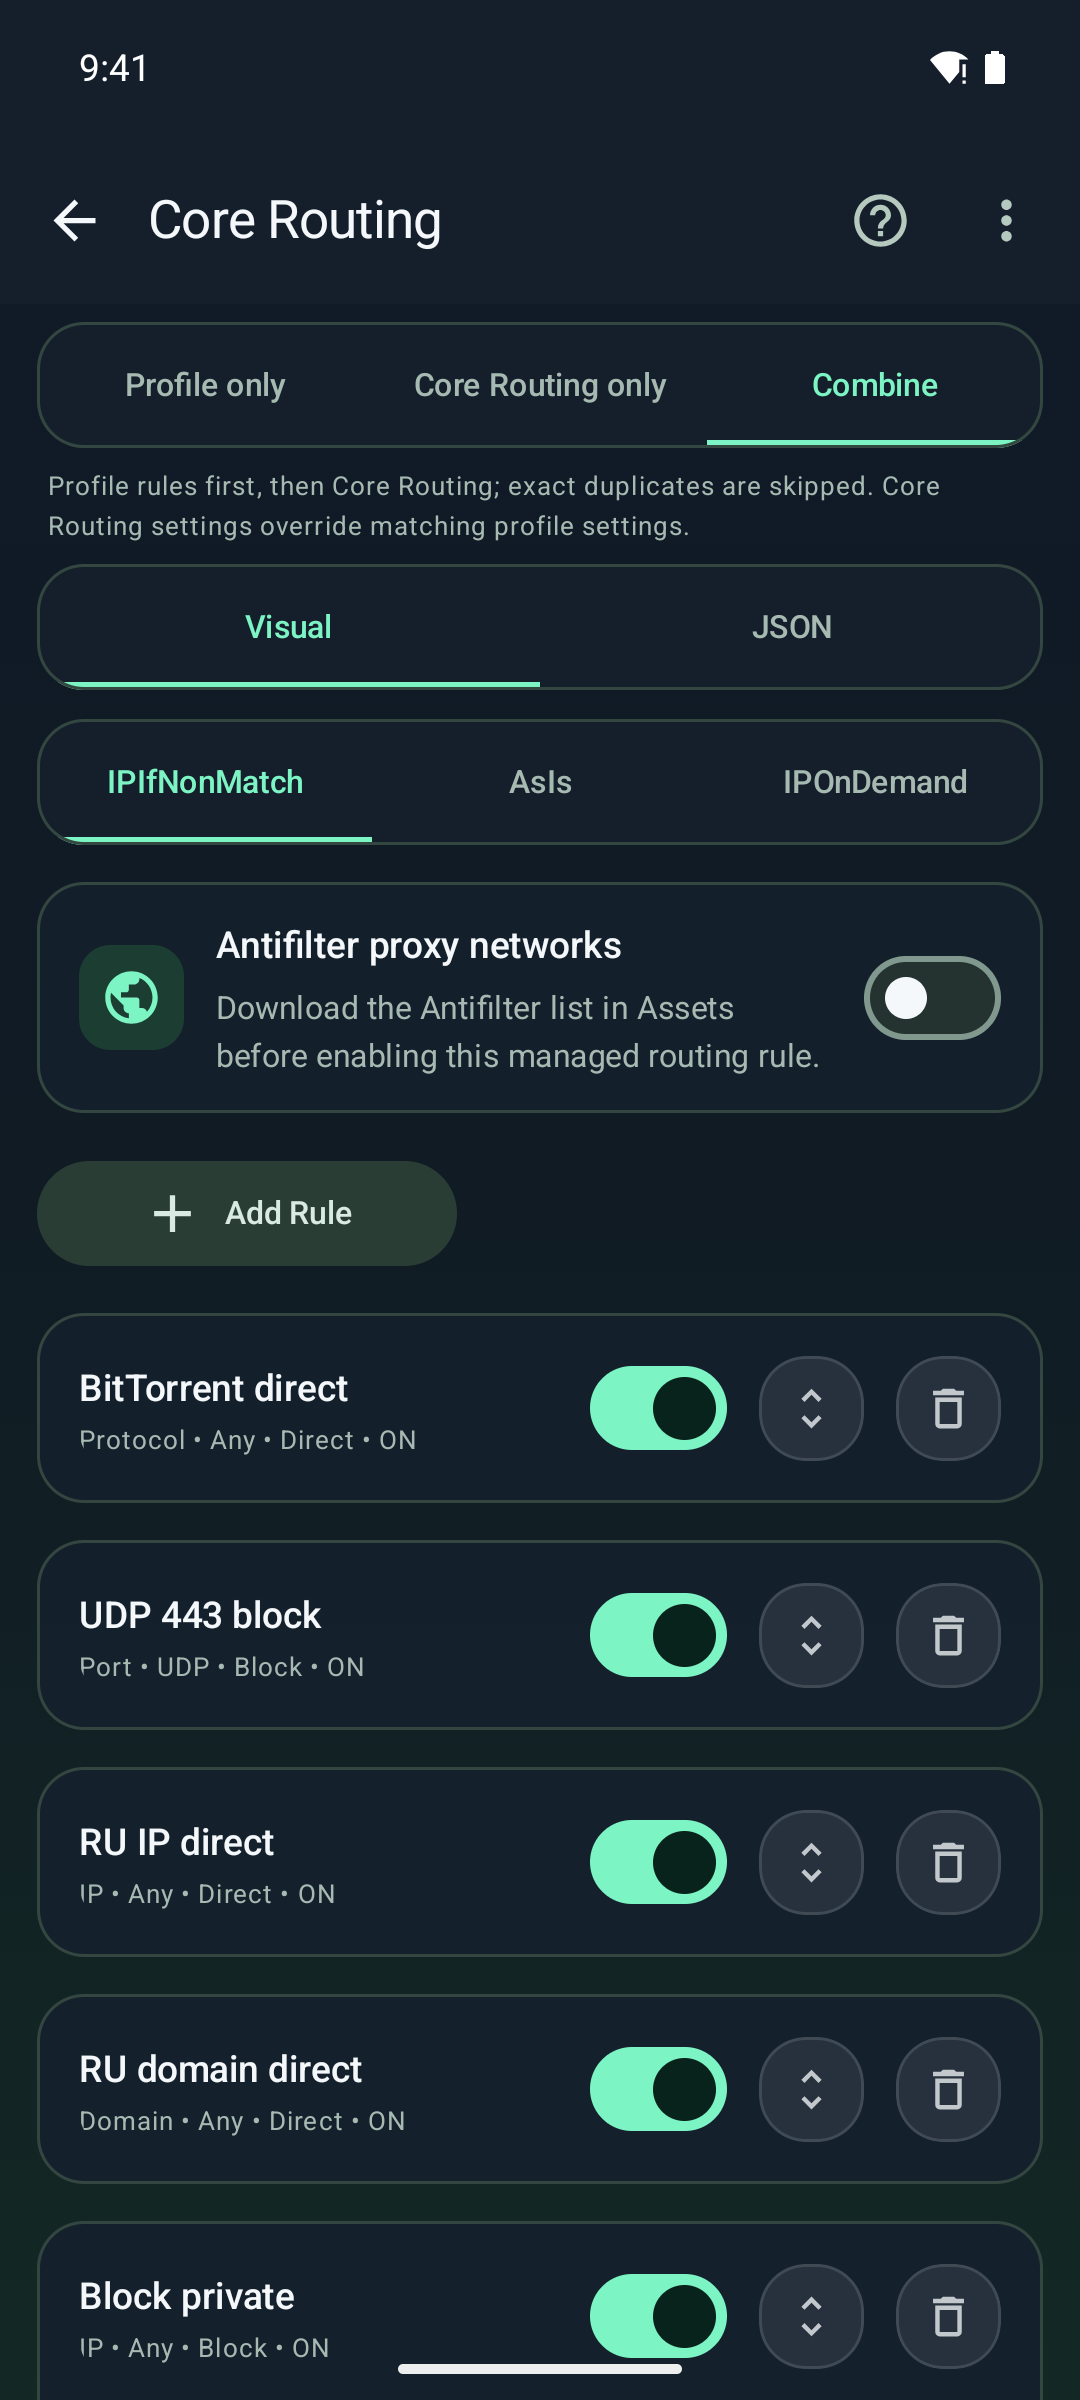 9:41
Core Routing
Profile only
Core Routing only
Combine
Profile rules first, then Core Routing; exact duplicates are skipped. Core
Routing settings override matching profile settings.
Visual
JSON
IPIfNonMatch
AsIs
IPOnDemand
Antifilter proxy networks
Download the Antifilter list in Assets
before enabling this managed routing rule.
Add Rule
BitTorrent direct
Protocol • Any • Direct • ON
UDP 443 block
Port • UDP • Block • ON
RU IP direct
IP • Any • Direct • ON
RU domain direct
Domain • Any • Direct • ON
Block private
IP • Any • Block • ON